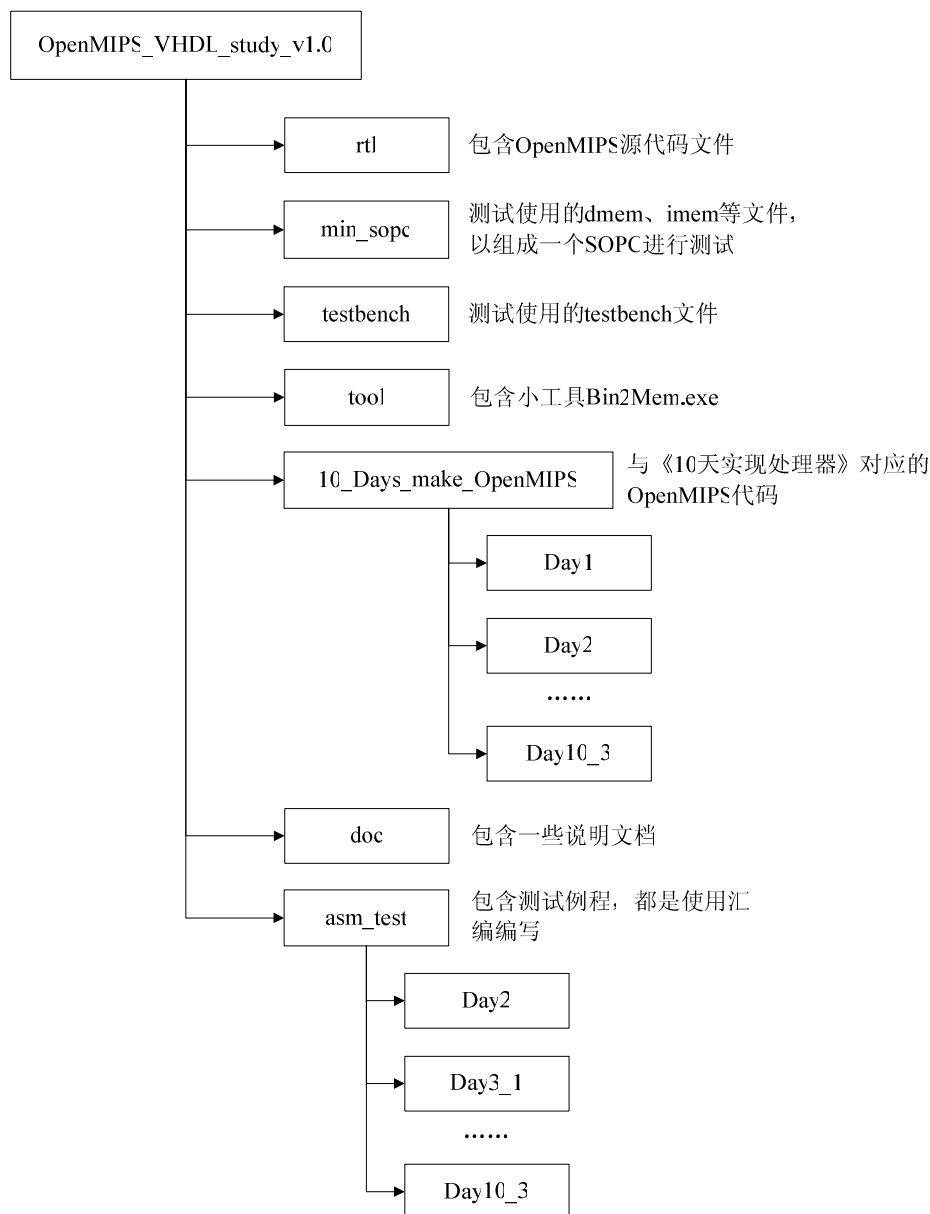 OpenMIPS_VHDL_study_v1.0
rtl
包含OpenMIPS源代码文件
min_sopc
测试使用的dmem、imem等文件，
以组成一个SOPC进行测试
testbench
测试使用的testbench文件
tool
包含小工具Bin2Mem.exe
10_Days_make_OpenMIPS
与《10天实现处理器》对应的
OpenMIPS代码
Day1
Day2
……
Day10_3
doc
包含一些说明文档
asm_test
包含测试例程，都是使用汇
编编写
Day2
Day3_1
……
Day10_3